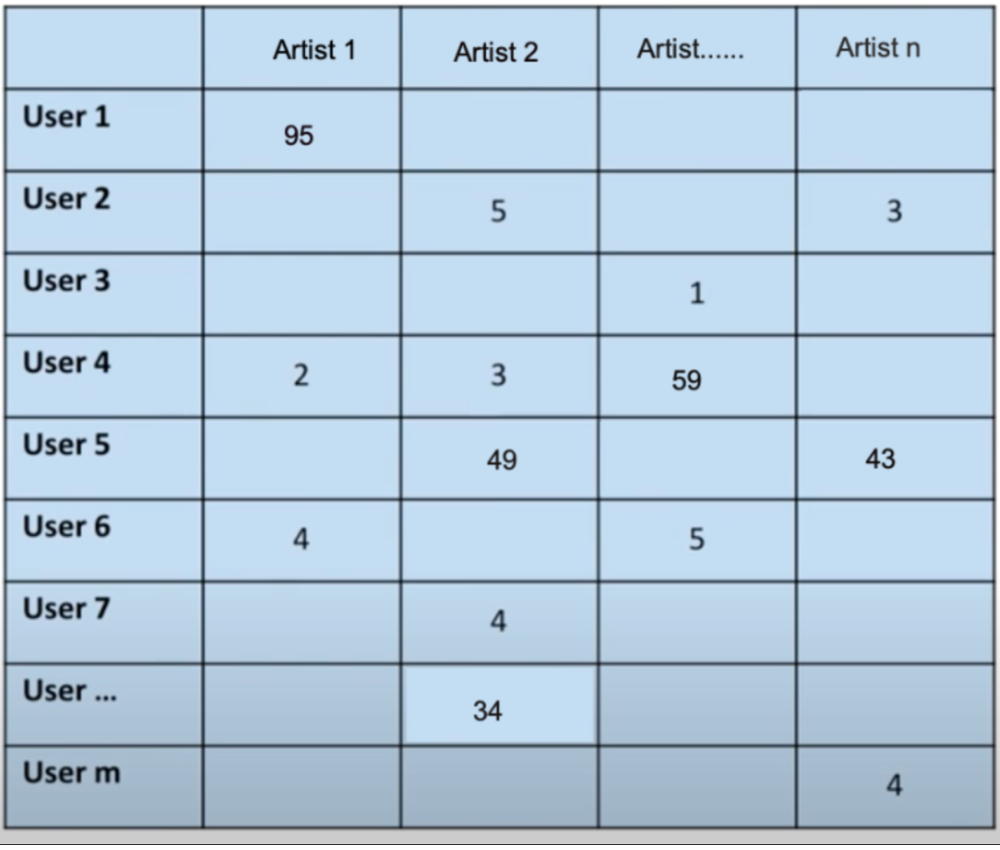 Artist 1 Artist 2 Artist...... Artist n
User 1 95
User 2 5 3
User 3 1
User 4 2 3 59
User 5 49 43
User 6 4 5
User 7 4
User ... 34
User m 4